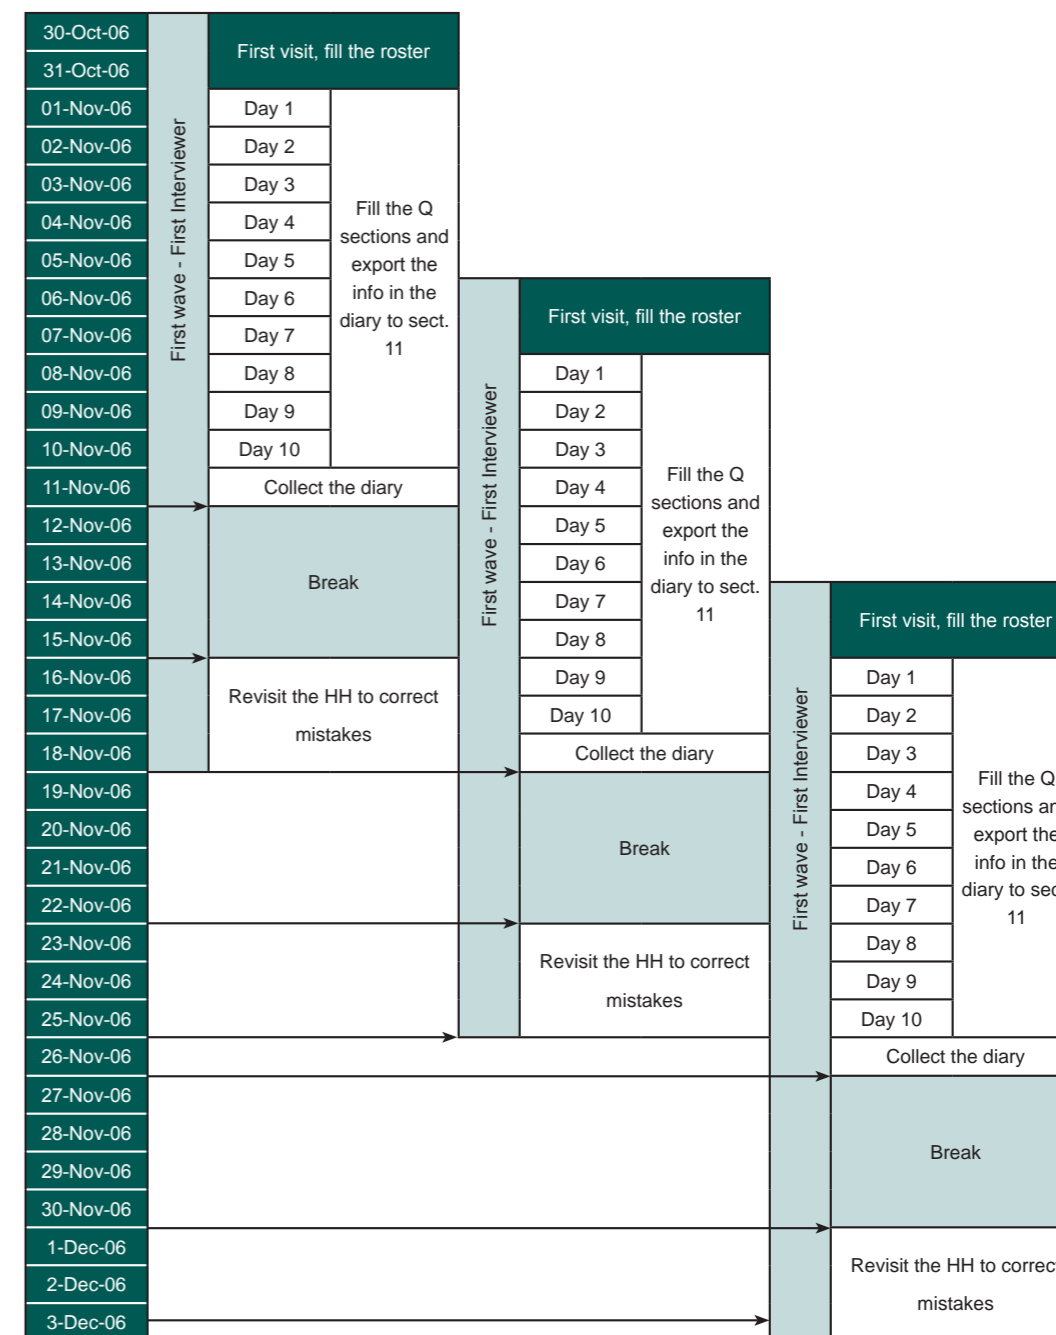 30-Oct-06
31-Oct-06
01-Nov-06
02-Nov-06
03-Nov-06
04-Nov-06
05-Nov-06
06-Nov-06
07-Nov-06
08-Nov-06
09-Nov-06
10-Nov-06
11-Nov-06
12-Nov-06
13-Nov-06
14-Nov-06
15-Nov-06
16-Nov-06
17-Nov-06
18-Nov-06
19-Nov-06
20-Nov-06
21-Nov-06
22-Nov-06
23-Nov-06
24-Nov-06
25-Nov-06
26-Nov-06
27-Nov-06
28-Nov-06
29-Nov-06
30-Nov-06
1-Dec-06
2-Dec-06
3-Dec-06
First wave - First Interviewer
First visit, fill the roster
Day 1
Day 2
Day 3
Day 4
Day 5
Day 6
Day 7
Day 8
Day 9
Day 10
Fill the Q
sections and
export the
info in the
diary to sect.
11
Collect the diary
Break
Revisit the HH to correct
mistakes
First wave - First Interviewer
First visit, fill the roster
Day 1
Day 2
Day 3
Day 4
Day 5
Day 6
Day 7
Day 8
Day 9
Day 10
Fill the Q
sections and
export the
info in the
diary to sect.
11
Collect the diary
Break
Revisit the HH to correct
mistakes
First wave - First Interviewer
First visit, fill the roster
Day 1
Day 2
Day 3
Day 4
Day 5
Day 6
Day 7
Day 8
Day 9
Day 10
Fill the Q
sections an
export the
info in the
diary to sec
11
Collect the diary
Break
Revisit the HH to correct
mistakes